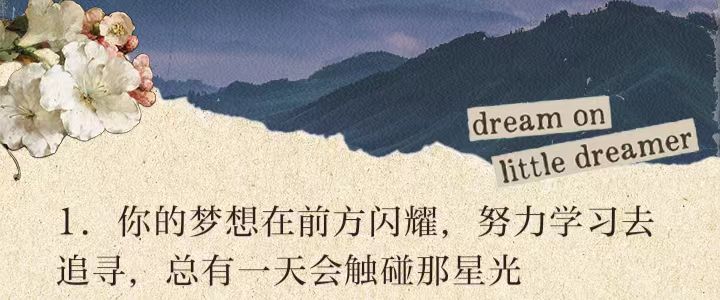 dream on
little dreamer
1. 你的梦想在前方闪耀，努力学习去
追寻，总有一天会触碰那星光